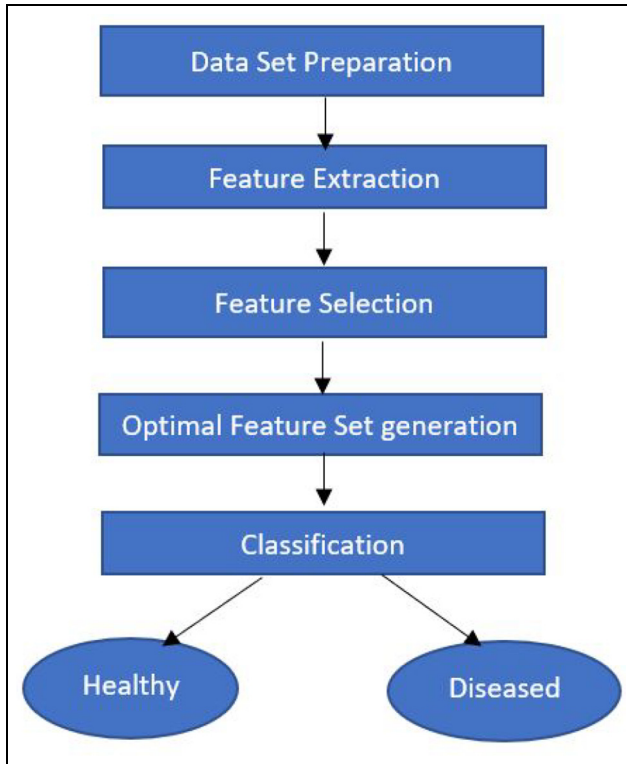 Data Set Preparation
Feature Extraction
Feature Selection
Optimal Feature Set generation
Classification
Healthy
Diseased